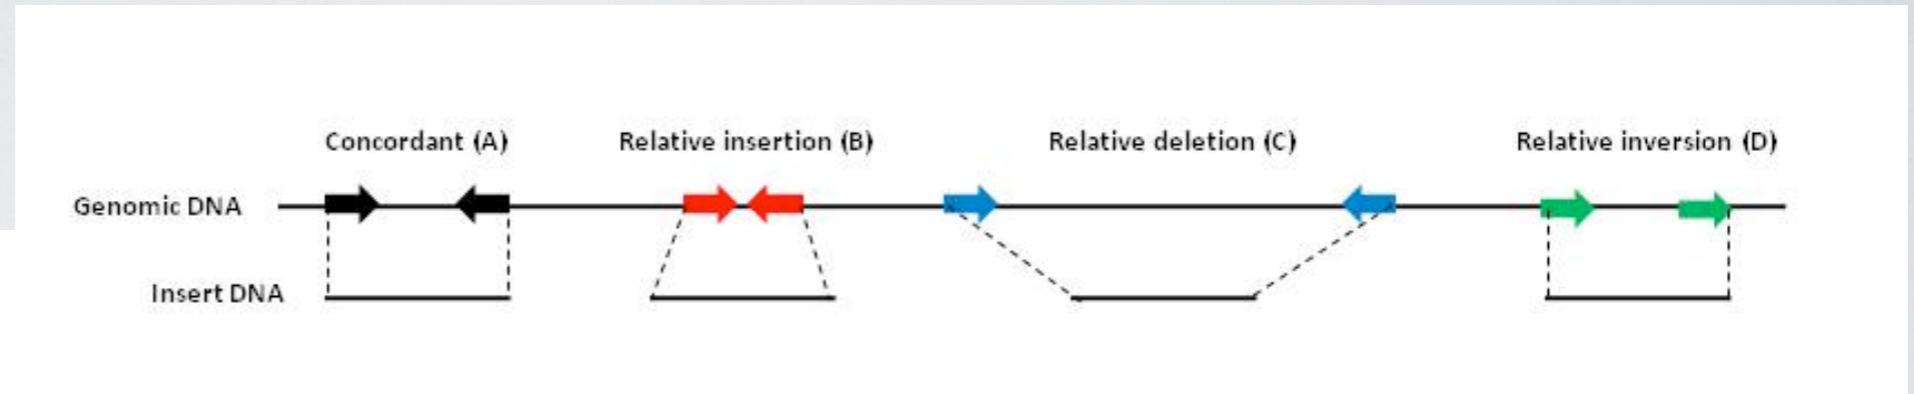 Concordant (A) Relative insertion (B) Relative deletion (C) Relative inversion (D)
Genomic DNA
Insert DNA